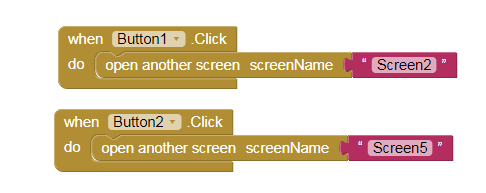 when Button1 .Click
do open another screen screenName “ Screen2 ”
when Button2 .Click
do open another screen screenName “ Screen5 ”